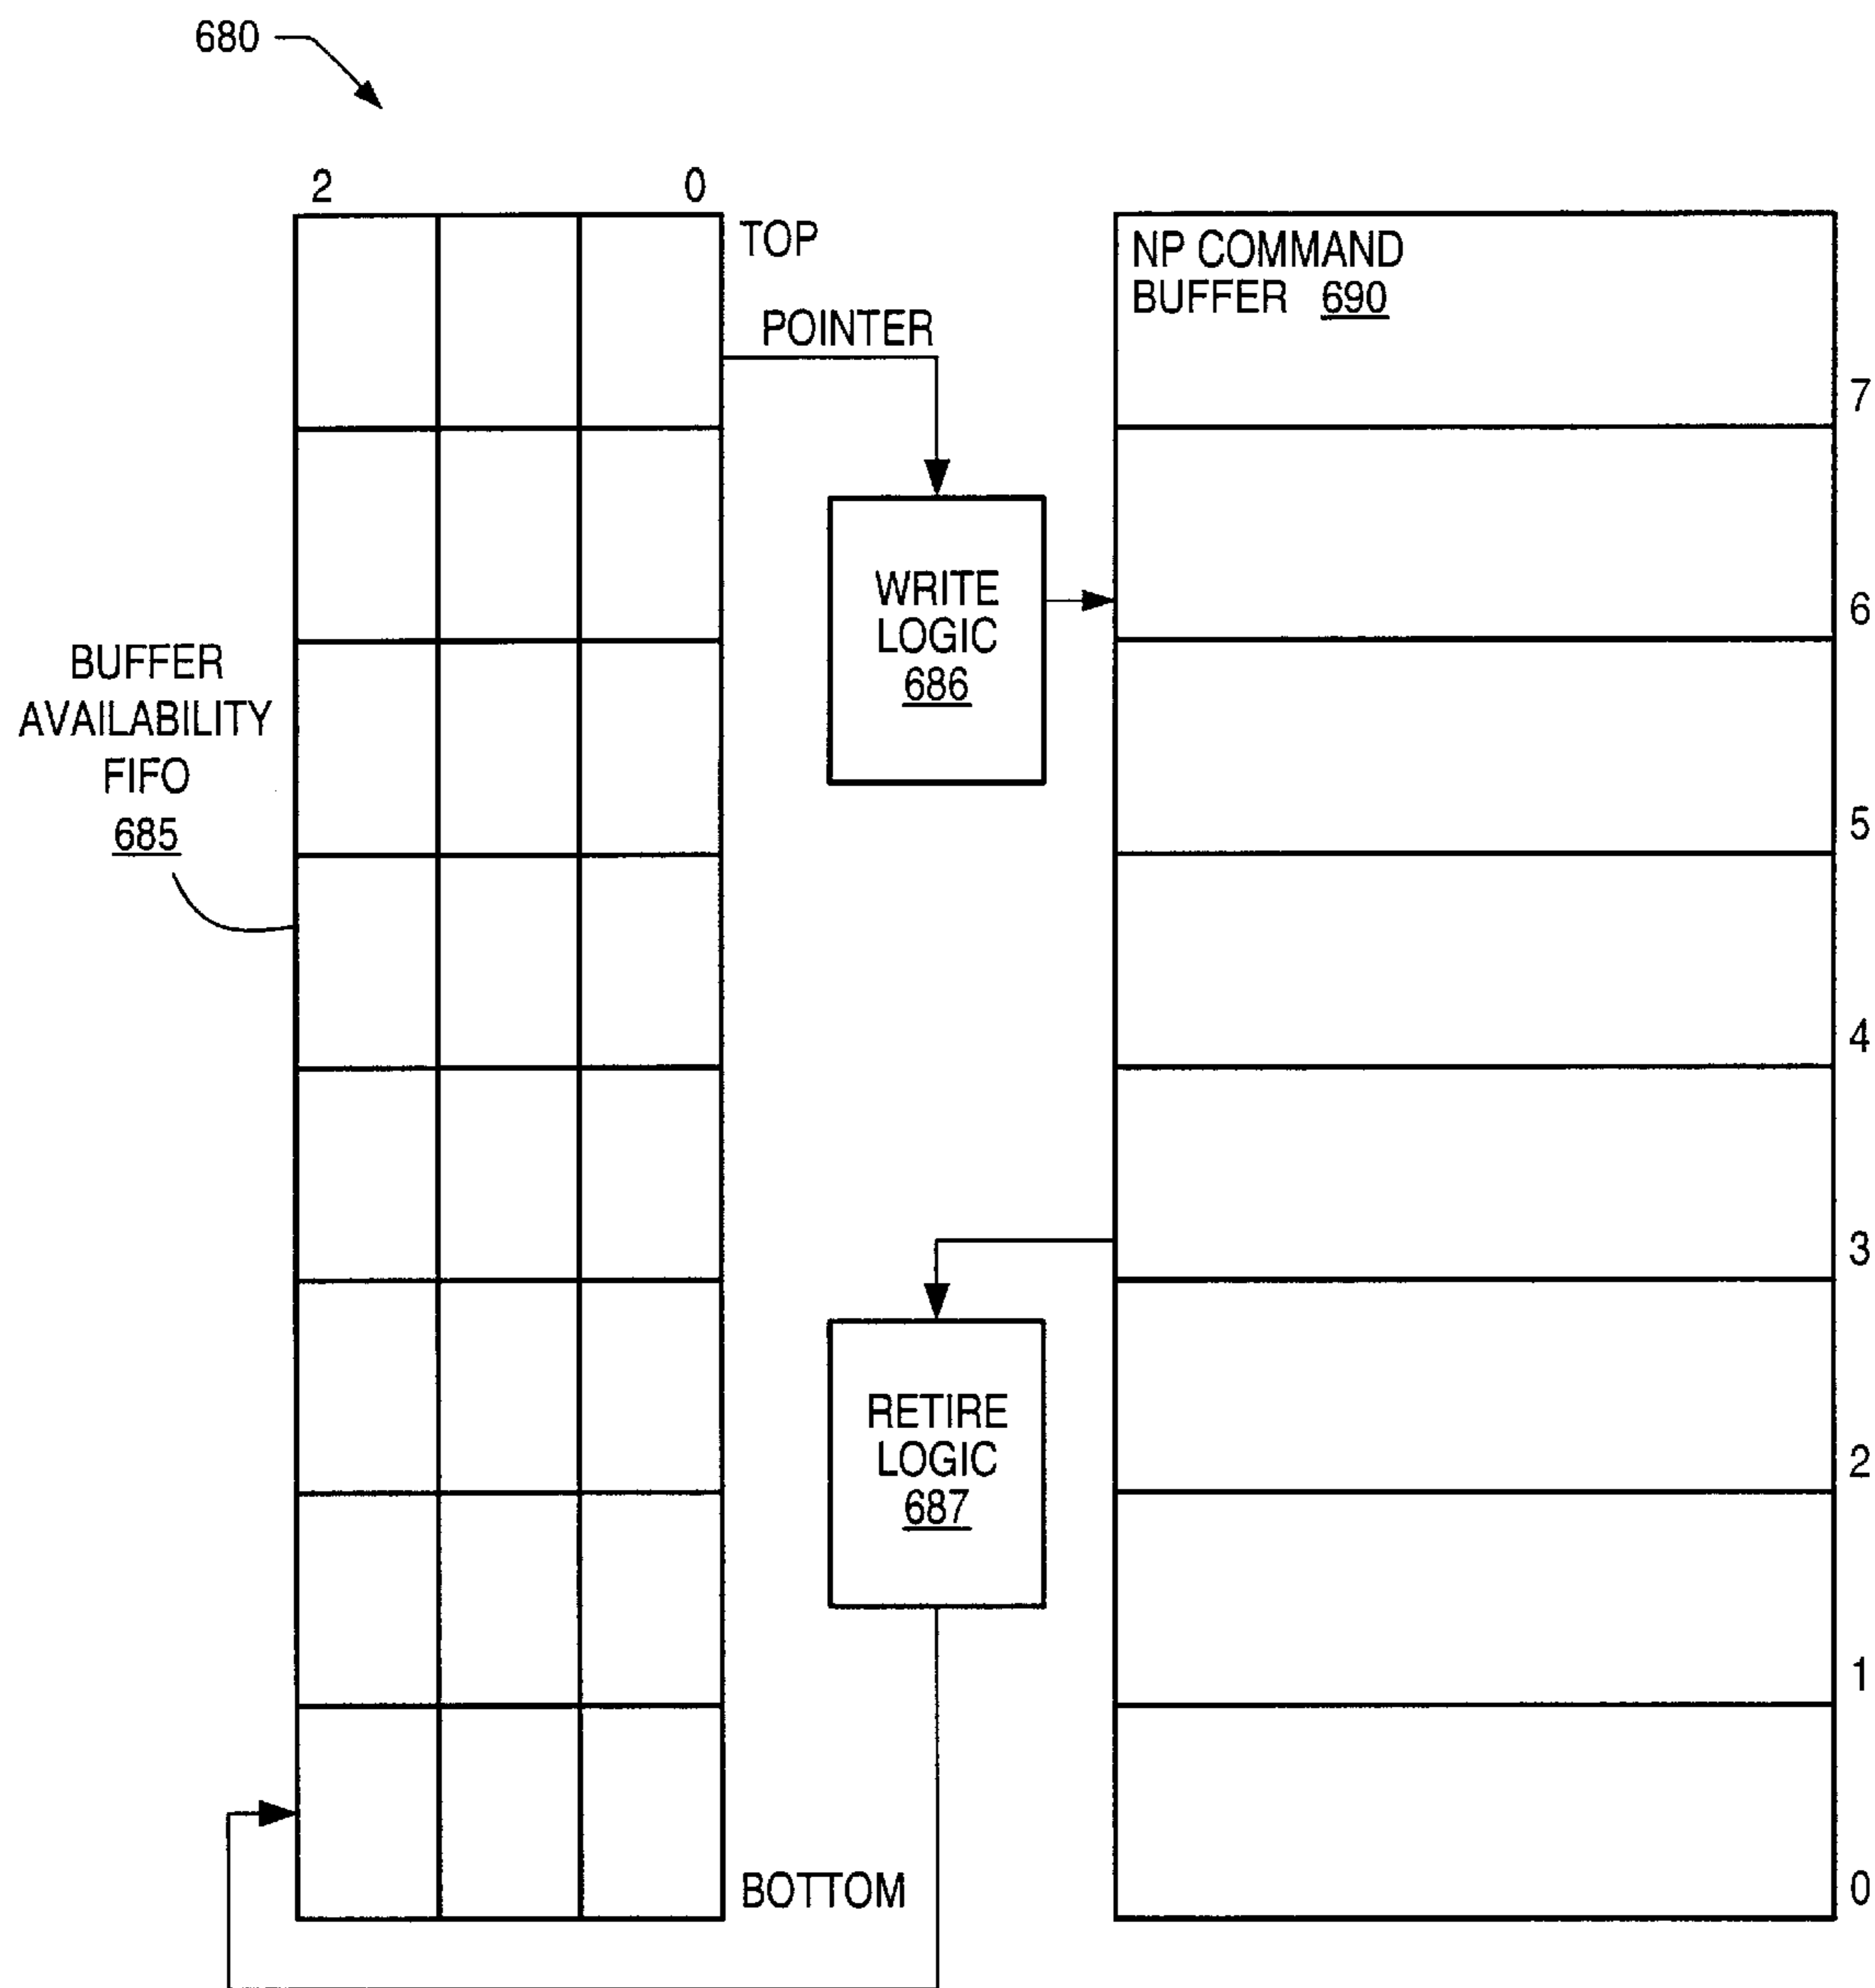 680
2 0
TOP
POINTER
NP COMMAND
BUFFER 690
7
WRITE
LOGIC
686
6
BUFFER
AVAILABILITY
FIFO
685
5
4
3
RETIRE
LOGIC
687
2
1
BOTTOM
0